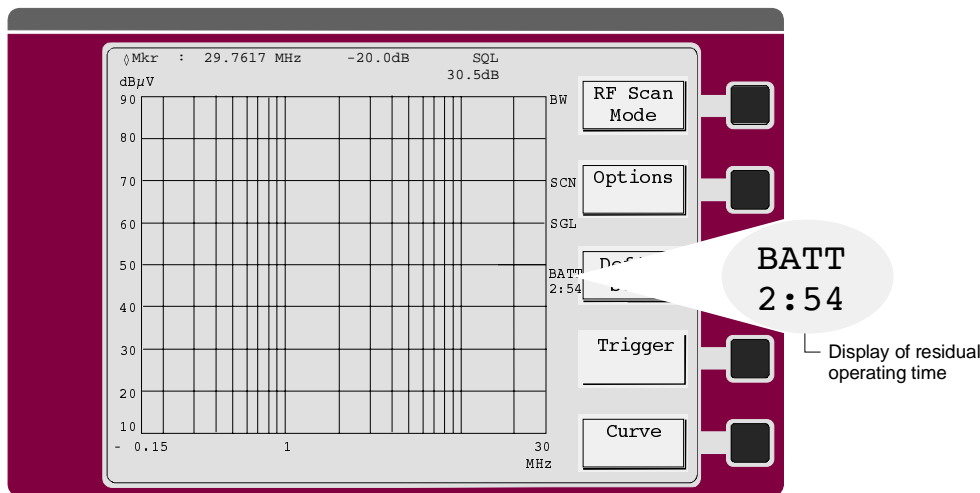 ◊Mkr : 29.7617 MHz -20.0dB SQL
30.5dB
dBµV
90
80
70
60
50
40
30
20
10
- 0.15 1 30
MHz
BW
SCN
SGL
BATT
2:54
RF Scan
Mode
Options
Trigger
Curve
BATT
2:54
Display of residual
operating time